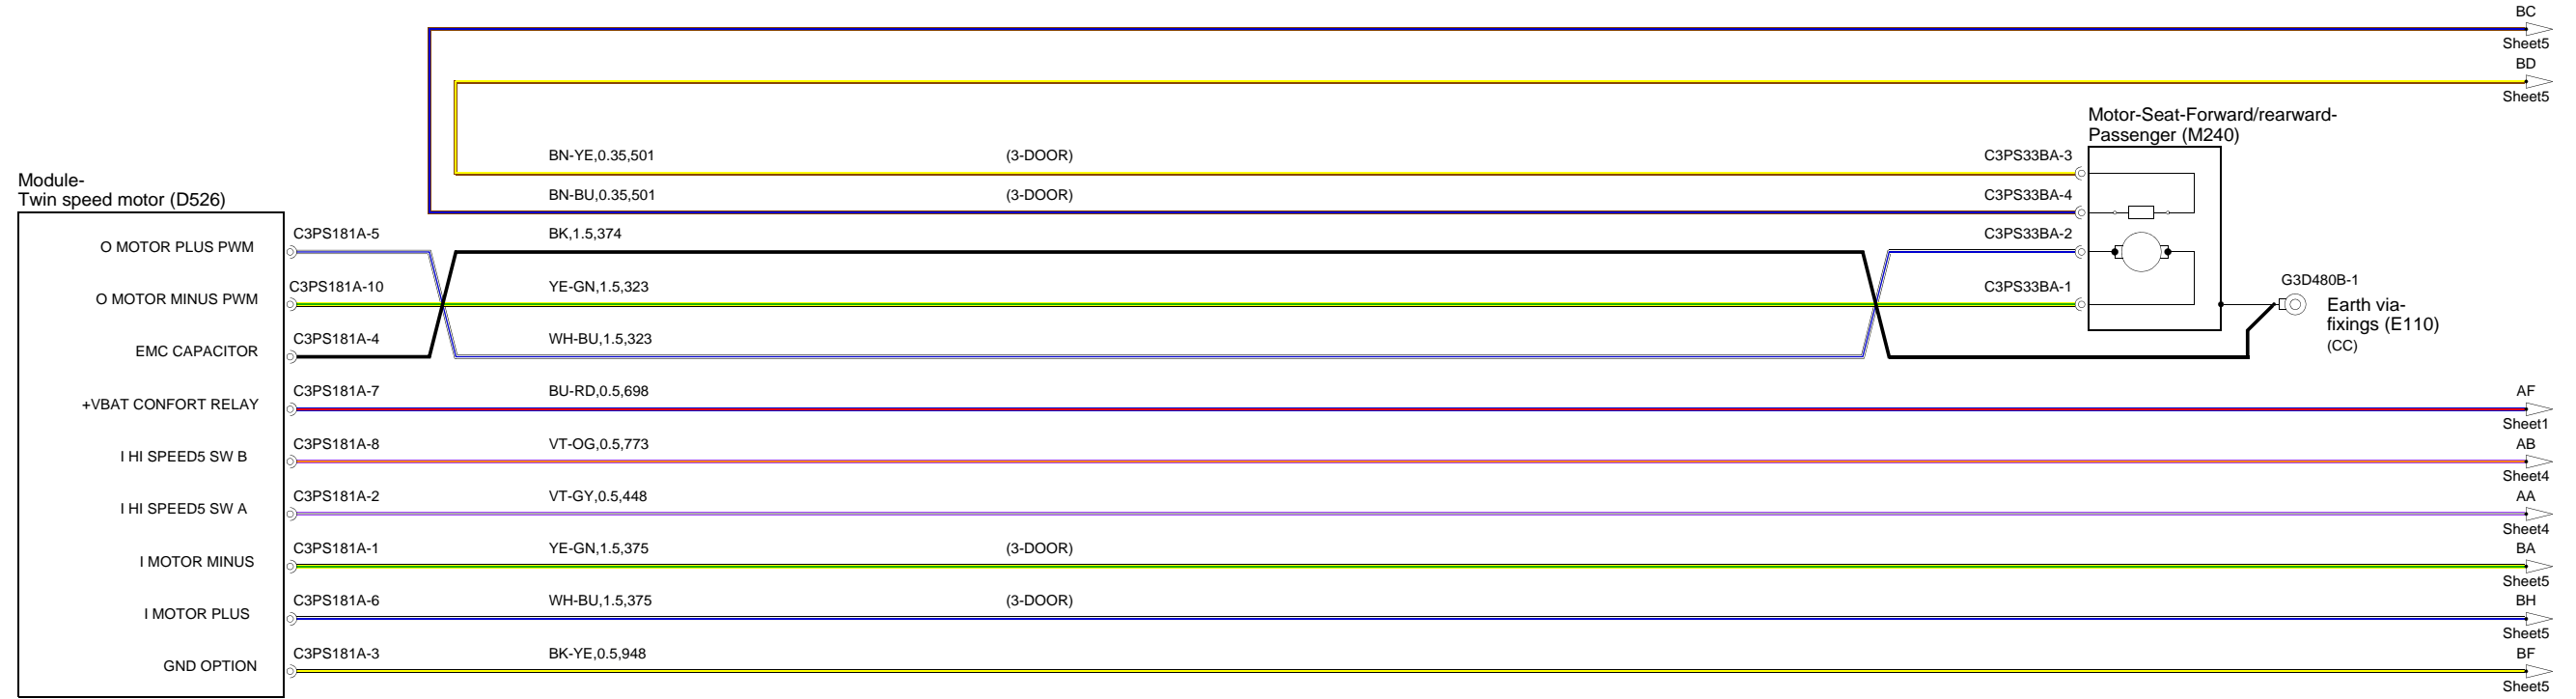 BC
Sheet5
BD
Sheet5
Motor-Seat-Forward/rearward-
Passenger (M240)
BN-YE,0.35,501 (3-DOOR) C3PS33BA-3
Module-
Twin speed motor (D526)
BN-BU,0.35,501 (3-DOOR) C3PS33BA-4
O MOTOR PLUS PWM C3PS181A-5 BK,1.5,374 C3PS33BA-2
O MOTOR MINUS PWM C3PS181A-10 YE-GN,1.5,323 C3PS33BA-1
G3D480B-1
Earth via-
fixings (E110)
(CC)
EMC CAPACITOR C3PS181A-4 WH-BU,1.5,323
+VBAT CONFORT RELAY C3PS181A-7 BU-RD,0.5,698 AF
Sheet1
I HI SPEED5 SW B C3PS181A-8 VT-OG,0.5,773 AB
Sheet4
I HI SPEED5 SW A C3PS181A-2 VT-GY,0.5,448 AA
Sheet4
I MOTOR MINUS C3PS181A-1 YE-GN,1.5,375 (3-DOOR) BA
Sheet5
I MOTOR PLUS C3PS181A-6 WH-BU,1.5,375 (3-DOOR) BH
Sheet5
GND OPTION C3PS181A-3 BK-YE,0.5,948 BF
Sheet5